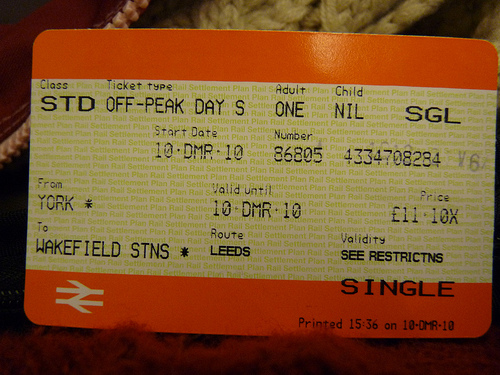 Class Ticket type Adult Child
STD OFF-PEAK DAY S ONE NIL SGL
Start Date Number
10·DMR·10 86805 4334708284 V6
From Valid until Price
YORK * 10·DMR·10 £11·10X
To Route Validity
WAKEFIELD STNS * LEEDS SEE RESTRICTNS
SINGLE
Printed 15:36 on 10·DMR·10